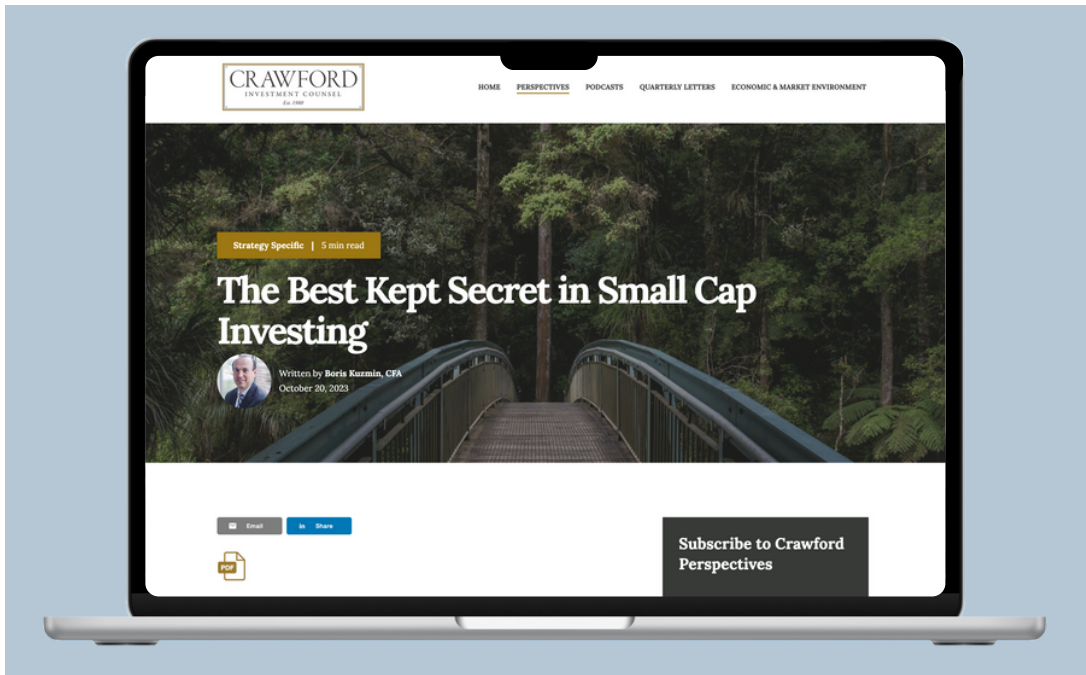 CRAWFORD
INVESTMENT COUNSEL
Est. 1980
HOME PERSPECTIVES PODCASTS QUARTERLY LETTERS ECONOMIC & MARKET ENVIRONMENT
Strategy Specific | 5 min read
The Best Kept Secret in Small Cap
Investing
Written by Boris Kuzmin, CFA
October 20, 2023
Email
in Share
PDF
Subscribe to Crawford
Perspectives